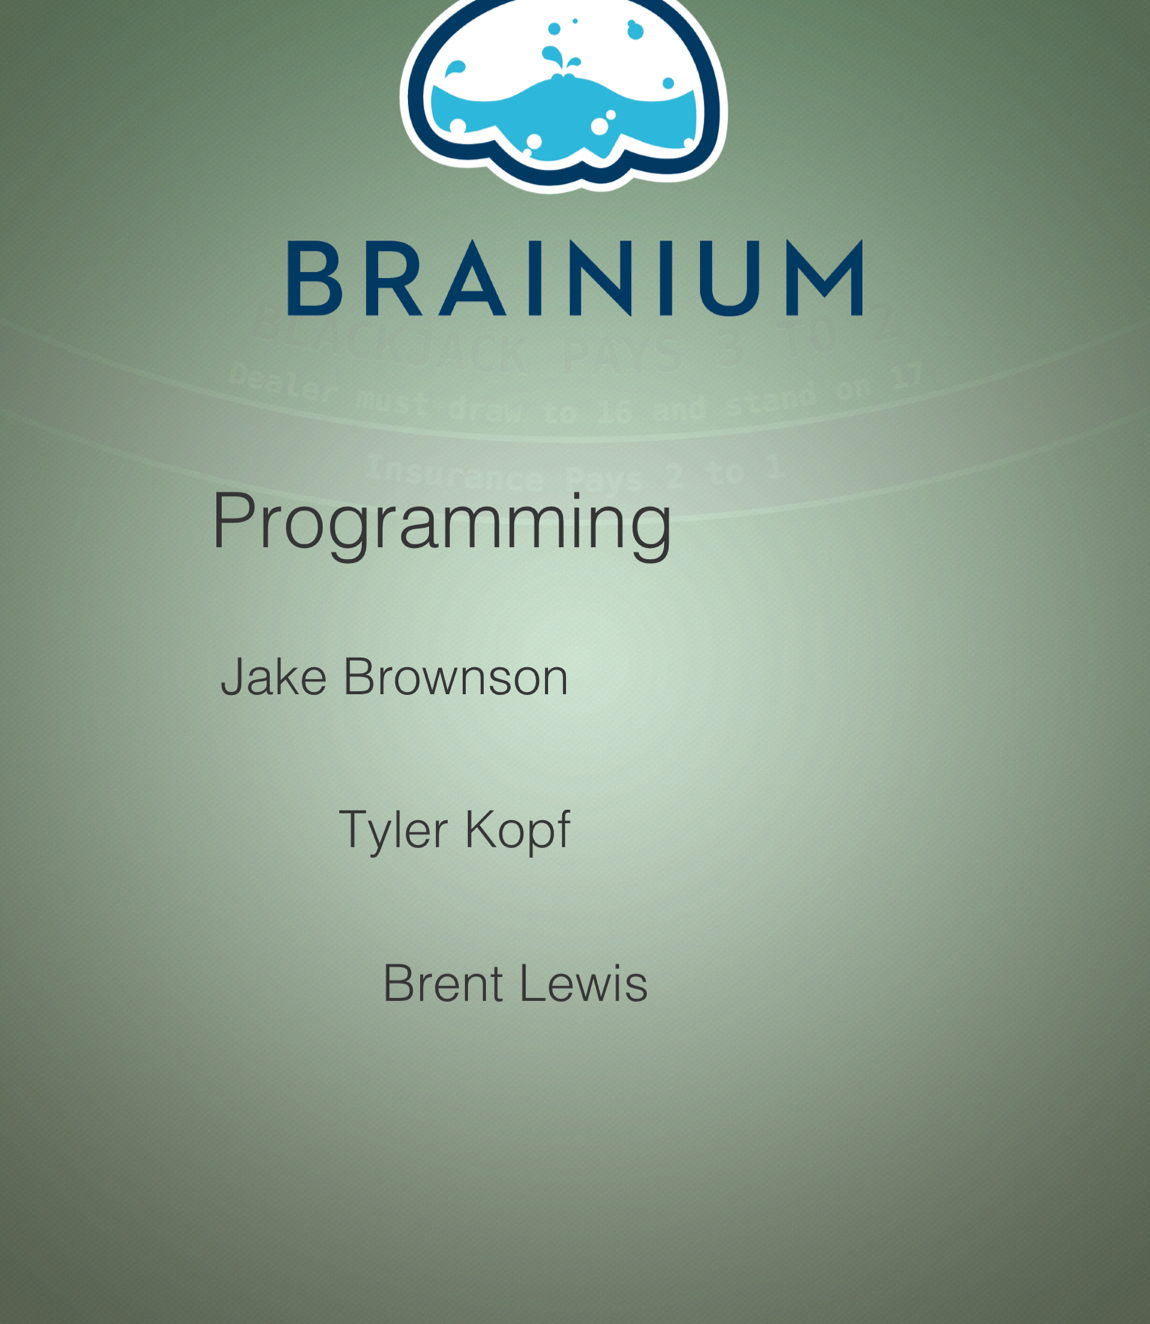 BRAINIUM
BLACKJACK PAYS 3 TO 2
Dealer must draw to 16 and stand on 17
Insurance Pays 2 to 1
Programming
Jake Brownson
Tyler Kopf
Brent Lewis